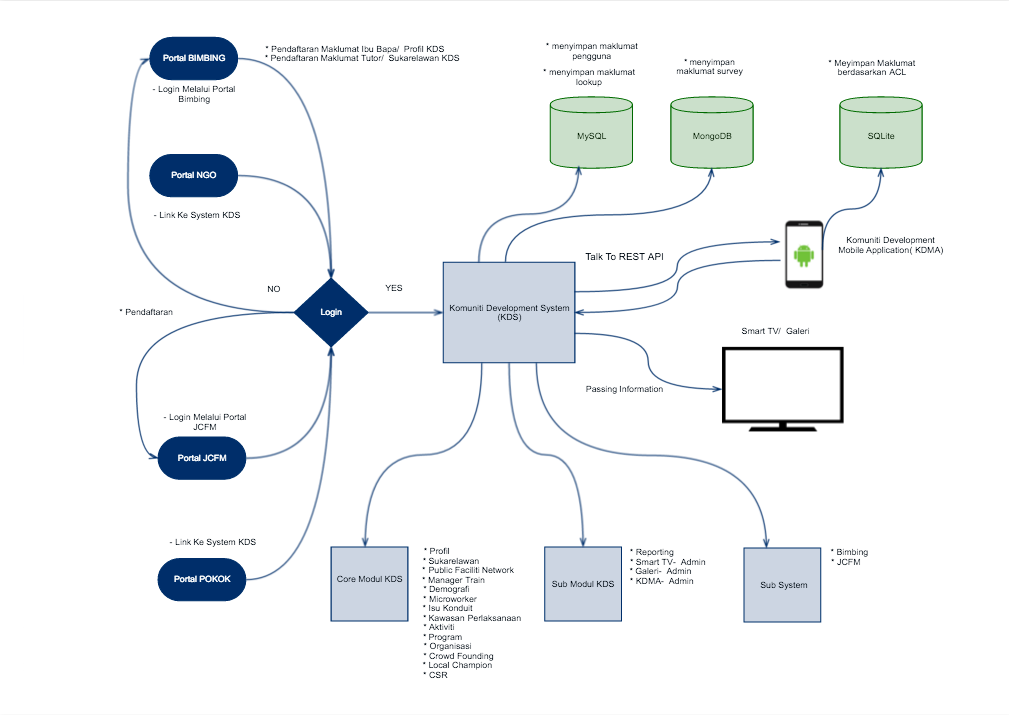 * Pendaftaran Maklumat Ibu Bapa/ Profil KDS
* Pendaftaran Maklumat Tutor/ Sukarelawan KDS
Portal BIMBING
- Login Melalui Portal
Bimbing
Portal NGO
- Link Ke System KDS
NO
YES
Login
* Pendaftaran
- Login Melalui Portal
JCFM
Portal JCFM
- Link Ke System KDS
Portal POKOK
* menyimpan maklumat
pengguna
* menyimpan maklumat
lookup
MySQL
* menyimpan
maklumat survey
MongoDB
* Meyimpan Maklumat
berdasarkan ACL
SQLite
Komuniti Development System
(KDS)
Talk To REST API
Komuniti Development
Mobile Application( KDMA)
Smart TV/ Galeri
Passing Information
Core Modul KDS
* Profil
* Sukarelawan
* Public Faciliti Network
* Manager Train
* Demografi
* Microworker
* Isu Konduit
* Kawasan Perlaksanaan
* Aktiviti
* Program
* Organisasi
* Crowd Founding
* Local Champion
* CSR
Sub Modul KDS
* Reporting
* Smart TV- Admin
* Galeri- Admin
* KDMA- Admin
Sub System
* Bimbing
* JCFM